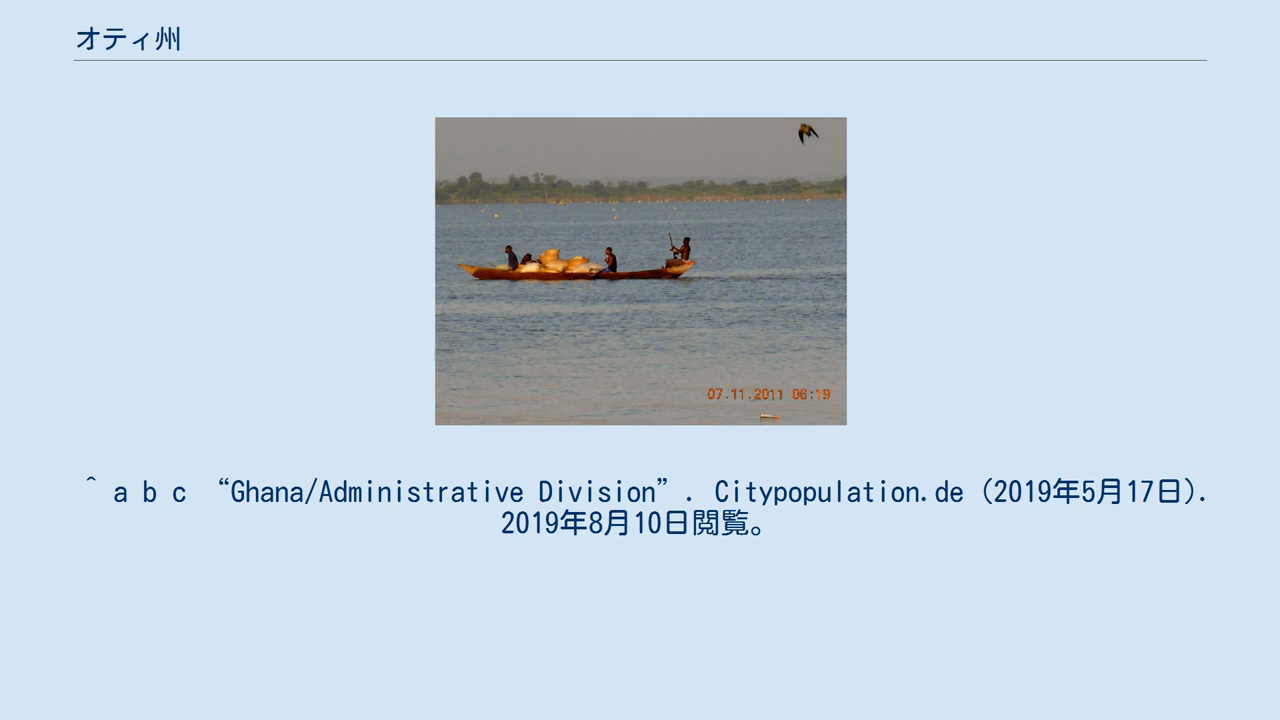 オティ州
07.11.2011 06:19
^ a b c “Ghana/Administrative Division”. Citypopulation.de (2019年5月17日).
2019年8月10日閲覧。